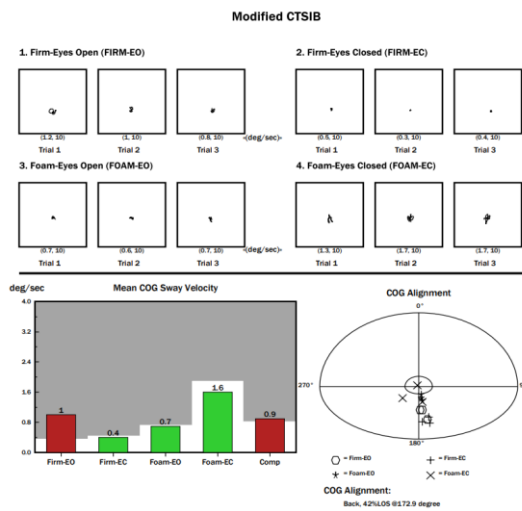 Modified CTSIB
1. Firm-Eyes Open (FIRM-EO)
2. Firm-Eyes Closed (FIRM-EC)
(1.2, 10) (1, 10) (0.8, 10) <(deg/sec)> (0.5, 10) (0.3, 10) (0.4, 10)
Trial 1 Trial 2 Trial 3 Trial 1 Trial 2 Trial 3
3. Foam-Eyes Open (FOAM-EO)
4. Foam-Eyes Closed (FOAM-EC)
(0.7, 10) (0.6, 10) (0.7, 10) <(deg/sec)> (1.3, 10) (1.7, 10) (1.7, 10)
Trial 1 Trial 2 Trial 3 Trial 1 Trial 2 Trial 3
deg/sec
Mean COG Sway Velocity
4.0
3.2
2.4
1.6
0.8
0.0
1
0.4
0.7
1.6
0.9
Firm-EO Firm-EC Foam-EO Foam-EC Comp
COG Alignment
0°
270°
180°
= Firm-EO
= Firm-EC
= Foam-EO
= Foam-EC
COG Alignment:
Back, 42%LOS @172.9 degree